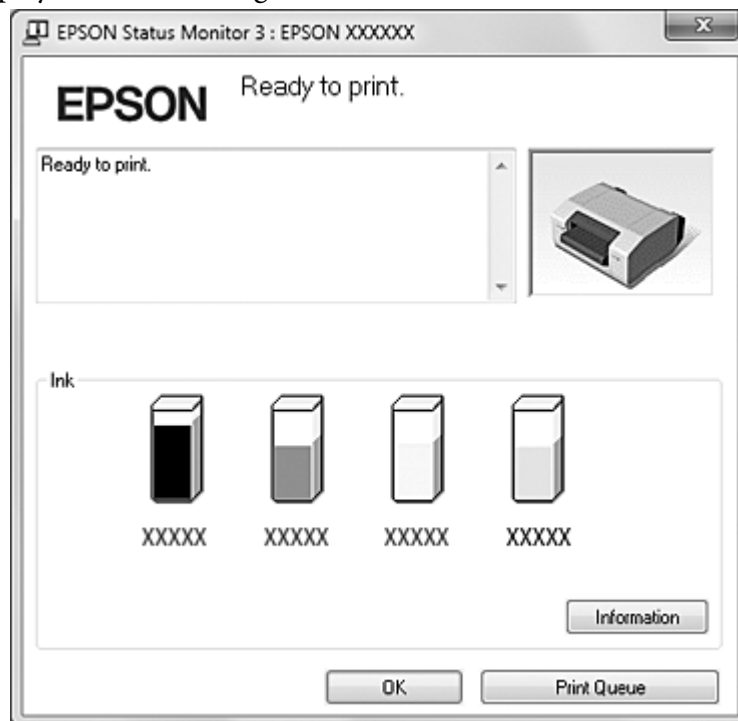 EPSON Status Monitor 3 : EPSON XXXXXX
EPSON
Ready to print.
Ready to print.
Ink
XXXXX XXXXX XXXXX XXXXX
Information
OK Print Queue